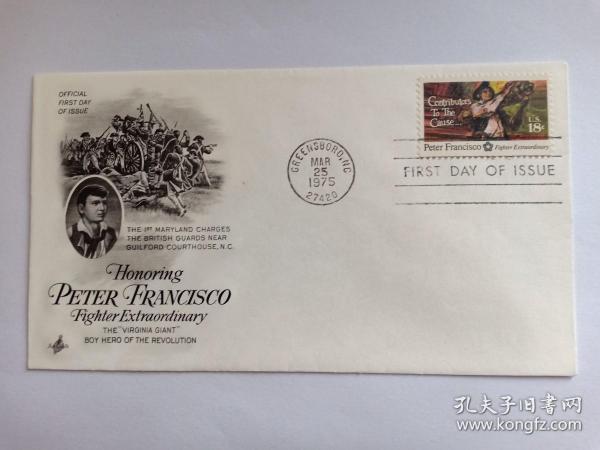 OFFICIAL
FIRST DAY
OF ISSUE
Contributors
To The
Cause...
U.S.
18c
Peter Francisco Fighter Extraordinary
GREENSBORO, NC
MAR
25
1975
27420
FIRST DAY OF ISSUE
THE 1ST MARYLAND CHARGES
THE BRITISH GUARDS NEAR
GUILFORD COURTHOUSE, N.C.
Honoring
PETER FRANCISCO
Fighter Extraordinary
THE "VIRGINIA GIANT"
BOY HERO OF THE REVOLUTION
ArtCraft
孔夫子旧书网
www.kongfz.com